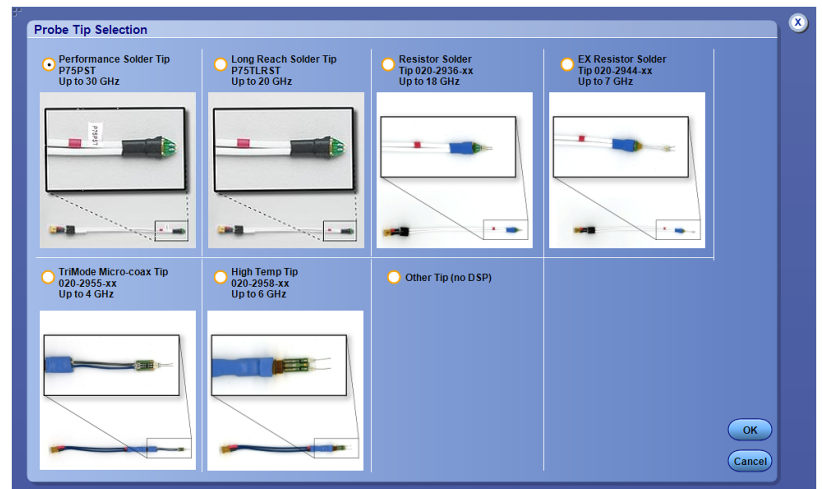 Probe Tip Selection
X
Performance Solder Tip
P75PST
Up to 30 GHz
Long Reach Solder Tip
P75TLRST
Up to 20 GHz
Resistor Solder
Tip 020-2936-xx
Up to 18 GHz
EX Resistor Solder
Tip 020-2944-xx
Up to 7 GHz
P75PST
TriMode Micro-coax Tip
020-2955-xx
Up to 4 GHz
High Temp Tip
020-2958-xx
Up to 6 GHz
Other Tip (no DSP)
OK
Cancel